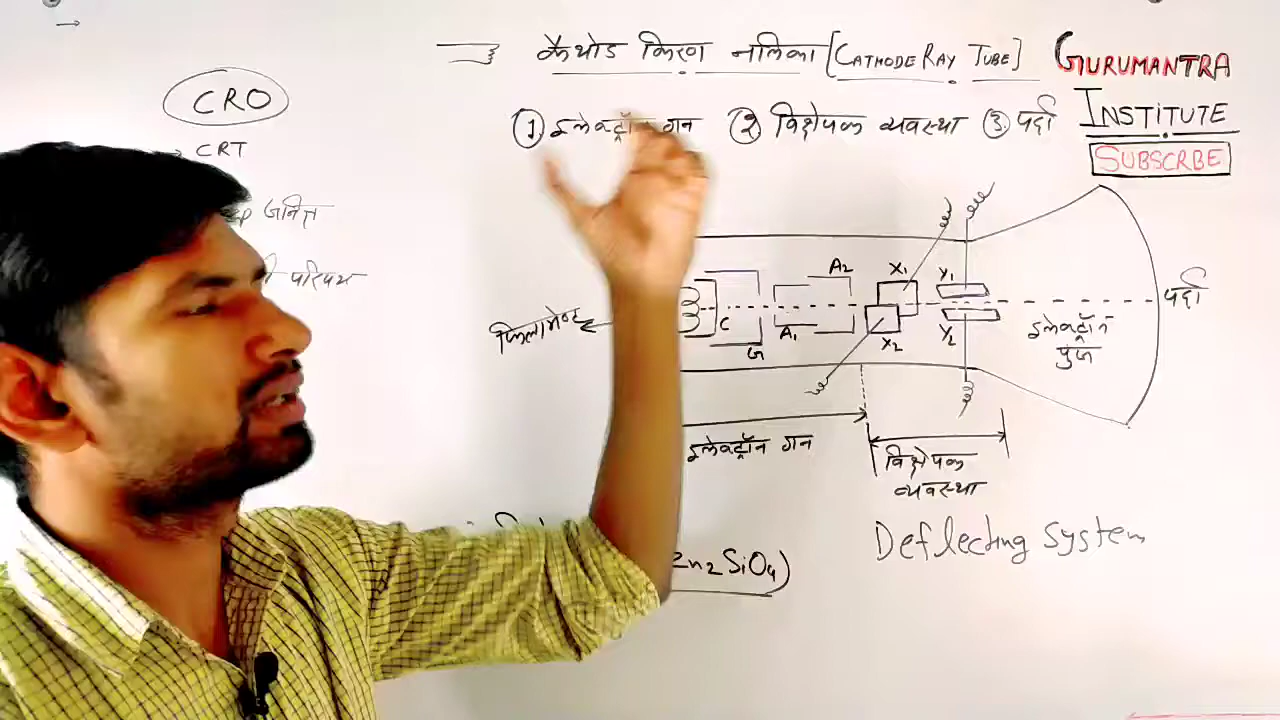 कैथोड किरण नलिका [CATHODE RAY TUBE]
GURUMANTRA
INSTITUTE
SUBSCRBE
① इलेक्ट्रॉन गन ② विक्षेपक व्यवस्था ③ पर्दा
CRO
CRT
जनित
परिपथ
फिलामेन्ट
C
G
A1
A2
X1
X2
Y1
Y2
इलेक्ट्रॉन
पुंज
पर्दा
इलेक्ट्रॉन गन
विक्षेपक
व्यवस्था
Deflecting System
Zn2SiO4)